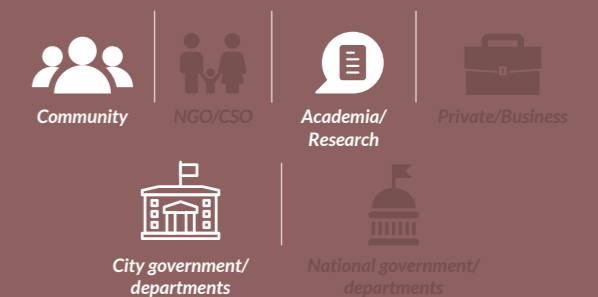 Community
NGO/CSO
Academia/
Research
Private/Business
City government/
departments
National government/
departments